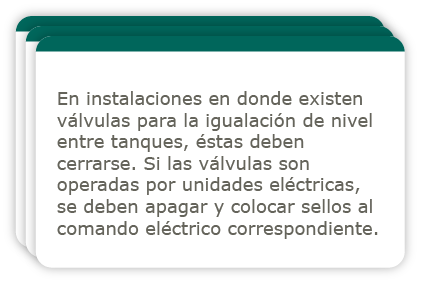 En instalaciones en donde existen
válvulas para la igualación de nivel
entre tanques, éstas deben
cerrarse. Si las válvulas son
operadas por unidades eléctricas,
se deben apagar y colocar sellos al
comando eléctrico correspondiente.